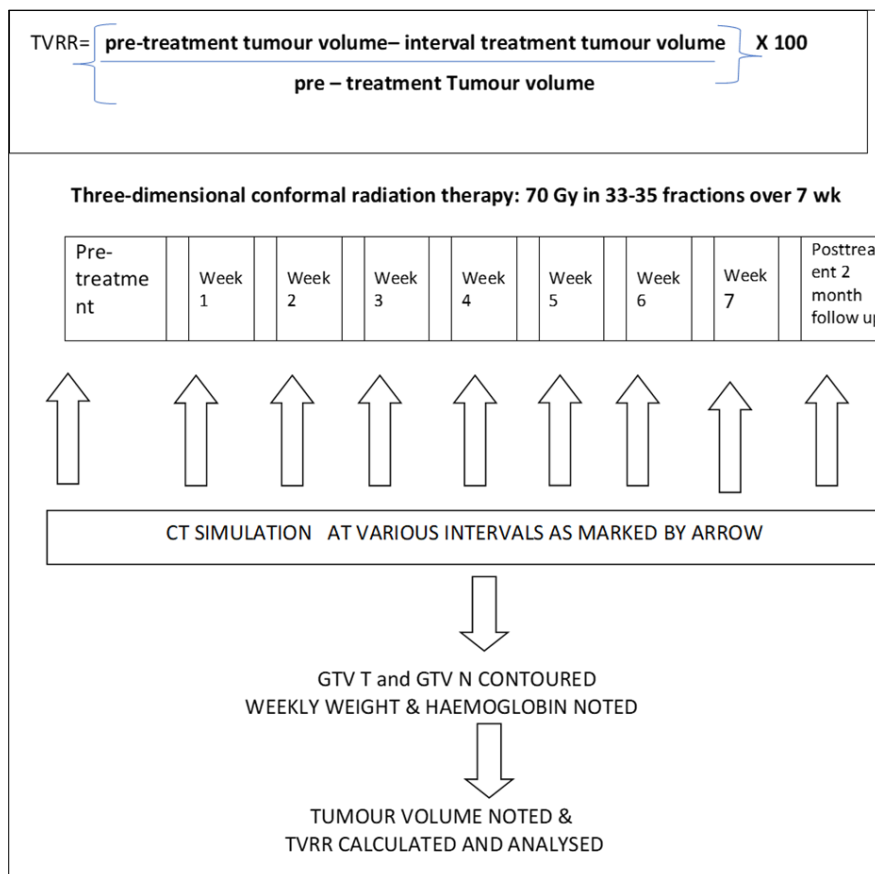 TVRR= pre-treatment tumour volume– interval treatment tumour volume X 100
pre – treatment Tumour volume
Three-dimensional conformal radiation therapy: 70 Gy in 33-35 fractions over 7 wk
Pre-
treatme
nt
Week
1
Week
2
Week
3
Week
4
Week
5
Week
6
Week
7
Posttreat
ent 2
month
follow up
CT SIMULATION AT VARIOUS INTERVALS AS MARKED BY ARROW
GTV T and GTV N CONTOURED
WEEKLY WEIGHT & HAEMOGLOBIN NOTED
TUMOUR VOLUME NOTED &
TVRR CALCULATED AND ANALYSED